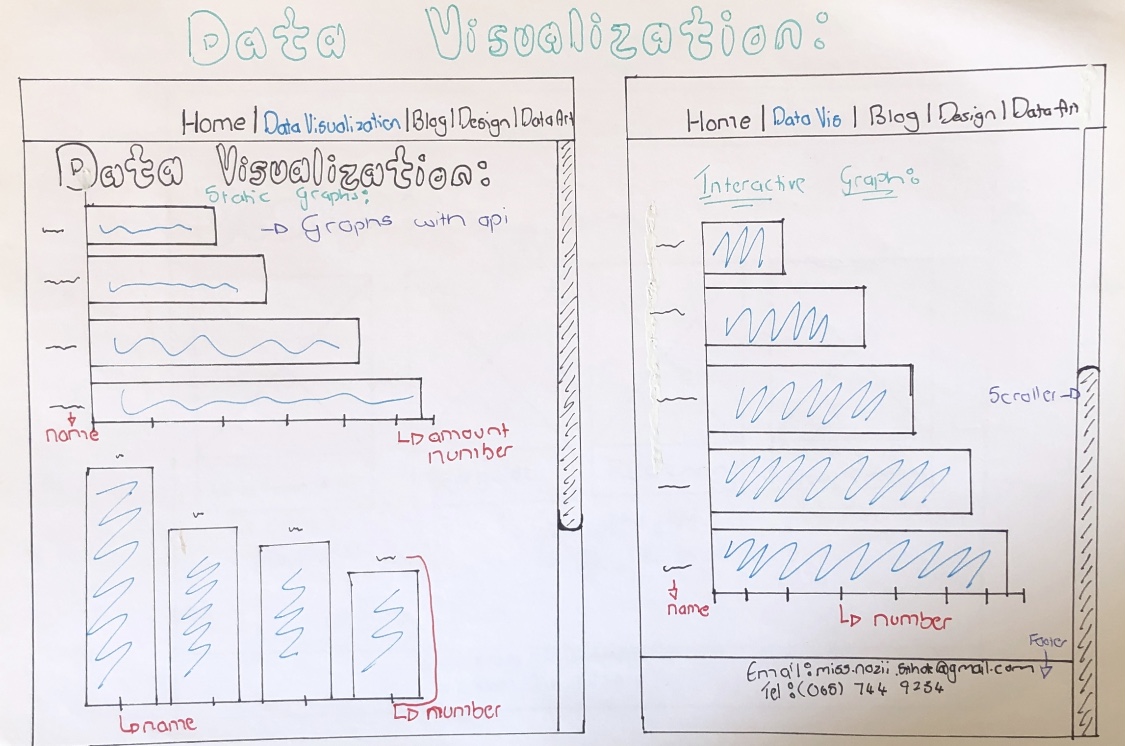 Data Visualization:
Home | Data Visualization | Blog | Design | Data Art
Data Visualization:
Static Graphs:
→ Graphs with api
name
↳ amount
number
↳ name
↳ number
Home | Data Vis | Blog | Design | Data Art
Interactive Graph:
Scroller →
name
↳ number
Footer
Email: miss.nozii.
@gmail.com
Tel: (065) 744 9234